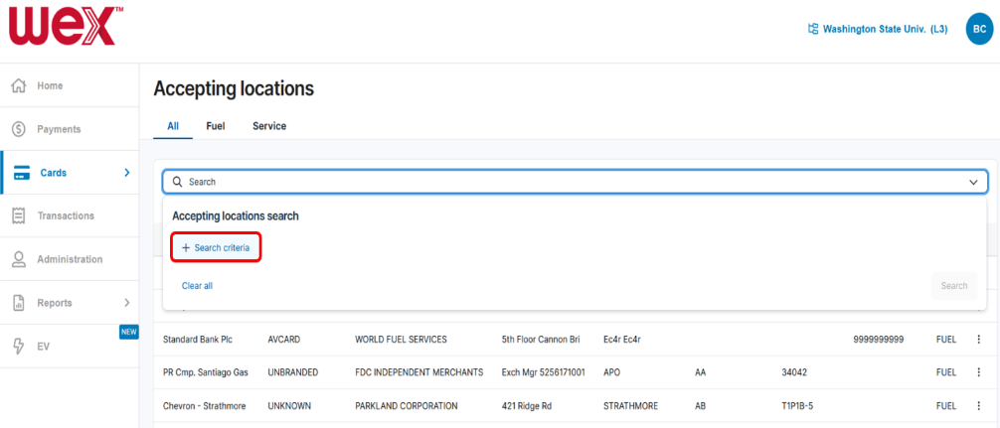 wex™
Washington State Univ. (L3)
BC
Home
Payments
Cards
Transactions
Administration
Reports
NEW
EV
Accepting locations
All Fuel Service
Search
Accepting locations search
+ Search criteria
Clear all Search
Standard Bank Plc AVCARD WORLD FUEL SERVICES 5th Floor Cannon Bri Ec4r Ec4r 9999999999 FUEL
PR Cmp. Santiago Gas UNBRANDED FDC INDEPENDENT MERCHANTS Exch Mgr 5256171001 APO AA 34042 FUEL
Chevron - Strathmore UNKNOWN PARKLAND CORPORATION 421 Ridge Rd STRATHMORE AB T1P1B-5 FUEL